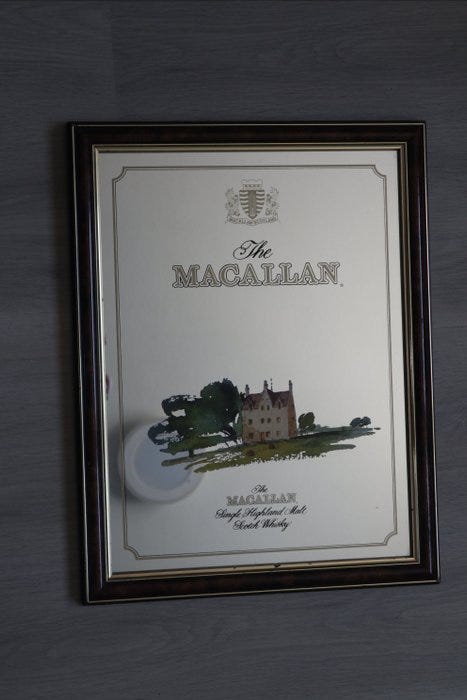 The
MACALLAN
The
MACALLAN
Single Highland Malt
Scotch Whisky